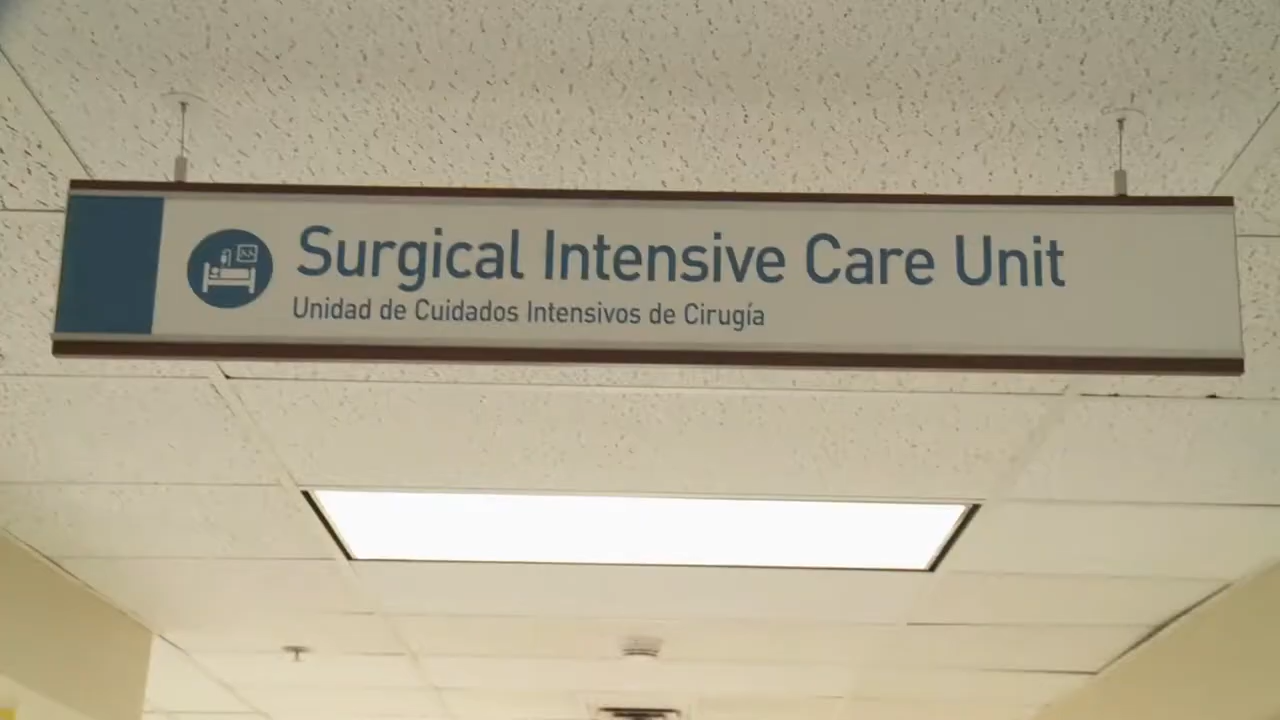 Surgical Intensive Care Unit
Unidad de Cuidados Intensivos de Cirugía